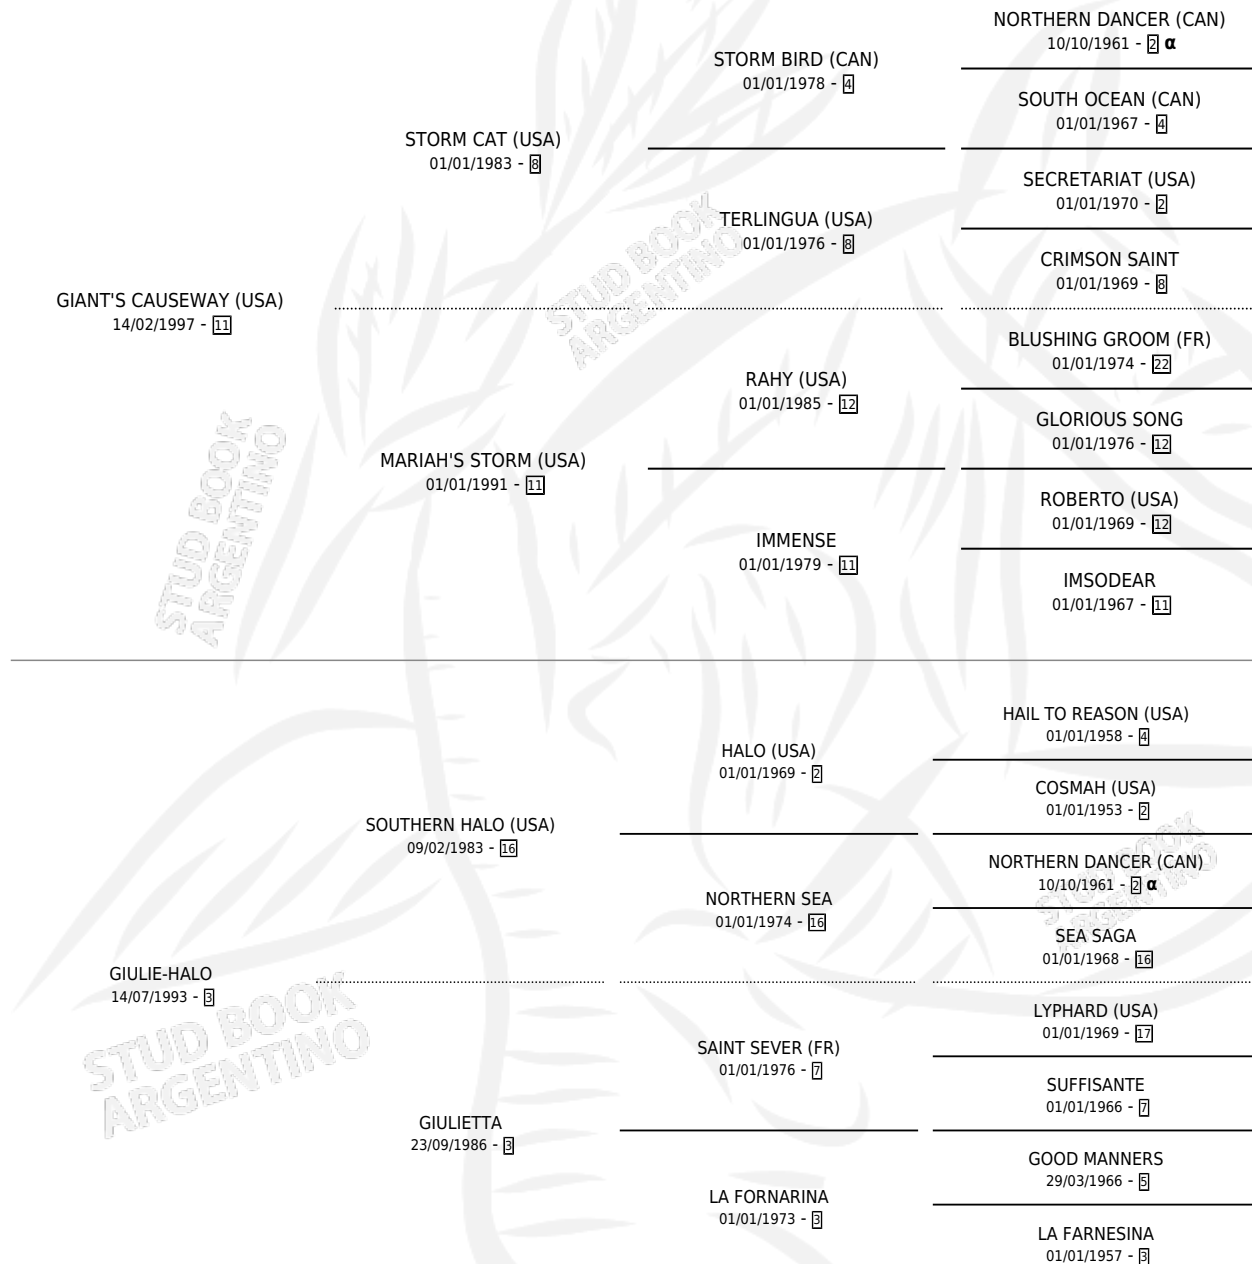 NORTHERN DANCER (CAN)
10/10/1961 - 2 α
STORM BIRD (CAN)
01/01/1978 - 4
SOUTH OCEAN (CAN)
01/01/1967 - 4
STORM CAT (USA)
01/01/1983 - 8
SECRETARIAT (USA)
01/01/1970 - 2
TERLINGUA (USA)
01/01/1976 - 8
CRIMSON SAINT
01/01/1969 - 8
GIANT'S CAUSEWAY (USA)
14/02/1997 - 11
BLUSHING GROOM (FR)
01/01/1974 - 22
RAHY (USA)
01/01/1985 - 12
GLORIOUS SONG
01/01/1976 - 12
MARIAH'S STORM (USA)
01/01/1991 - 11
ROBERTO (USA)
01/01/1969 - 12
IMMENSE
01/01/1979 - 11
IMSODEAR
01/01/1967 - 11
HAIL TO REASON (USA)
01/01/1958 - 4
HALO (USA)
01/01/1969 - 2
COSMAH (USA)
01/01/1953 - 2
SOUTHERN HALO (USA)
09/02/1983 - 16
NORTHERN DANCER (CAN)
10/10/1961 - 2 α
NORTHERN SEA
01/01/1974 - 16
SEA SAGA
01/01/1968 - 16
GIULIE-HALO
14/07/1993 - 3
LYPHARD (USA)
01/01/1969 - 17
SAINT SEVER (FR)
01/01/1976 - 7
SUFFISANTE
01/01/1966 - 7
GIULIETTA
23/09/1986 - 3
GOOD MANNERS
29/03/1966 - 5
LA FORNARINA
01/01/1973 - 3
LA FARNESINA
01/01/1957 - 3
STUD BOOK
ARGENTINO
STUD BOOK
ARGENTINO
STUD BOOK
ARGENTINO
STUD BOOK
ARGENTINO